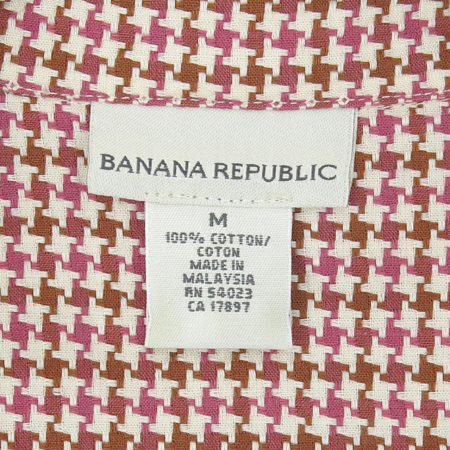 BANANA REPUBLIC
M
100% COTTON/
COTON
MADE IN
MALAYSIA
RN 54023
CA 17897